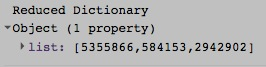 Reduced Dictionary
▼Object (1 property)
▶list: [5355866,584153,2942902]